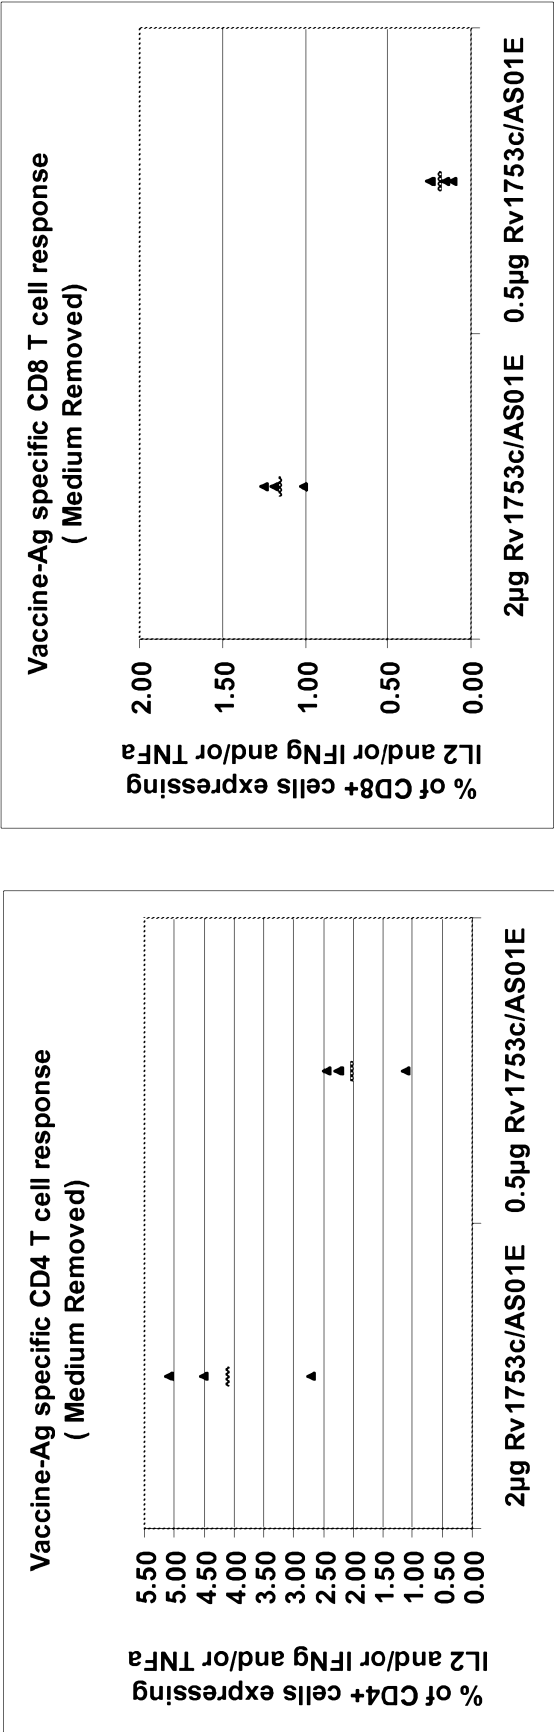 Vaccine-Ag specific CD4 T cell response
( Medium Removed)
% of CD4+ cells expressing
IL2 and/or IFNg and/or TNFa
5.50
5.00
4.50
4.00
3.50
3.00
2.50
2.00
1.50
1.00
0.50
0.00
2µg Rv1753c/AS01E
0.5µg Rv1753c/AS01E
Vaccine-Ag specific CD8 T cell response
( Medium Removed)
% of CD8+ cells expressing
IL2 and/or IFNg and/or TNFa
2.00
1.50
1.00
0.50
0.00
2µg Rv1753c/AS01E
0.5µg Rv1753c/AS01E